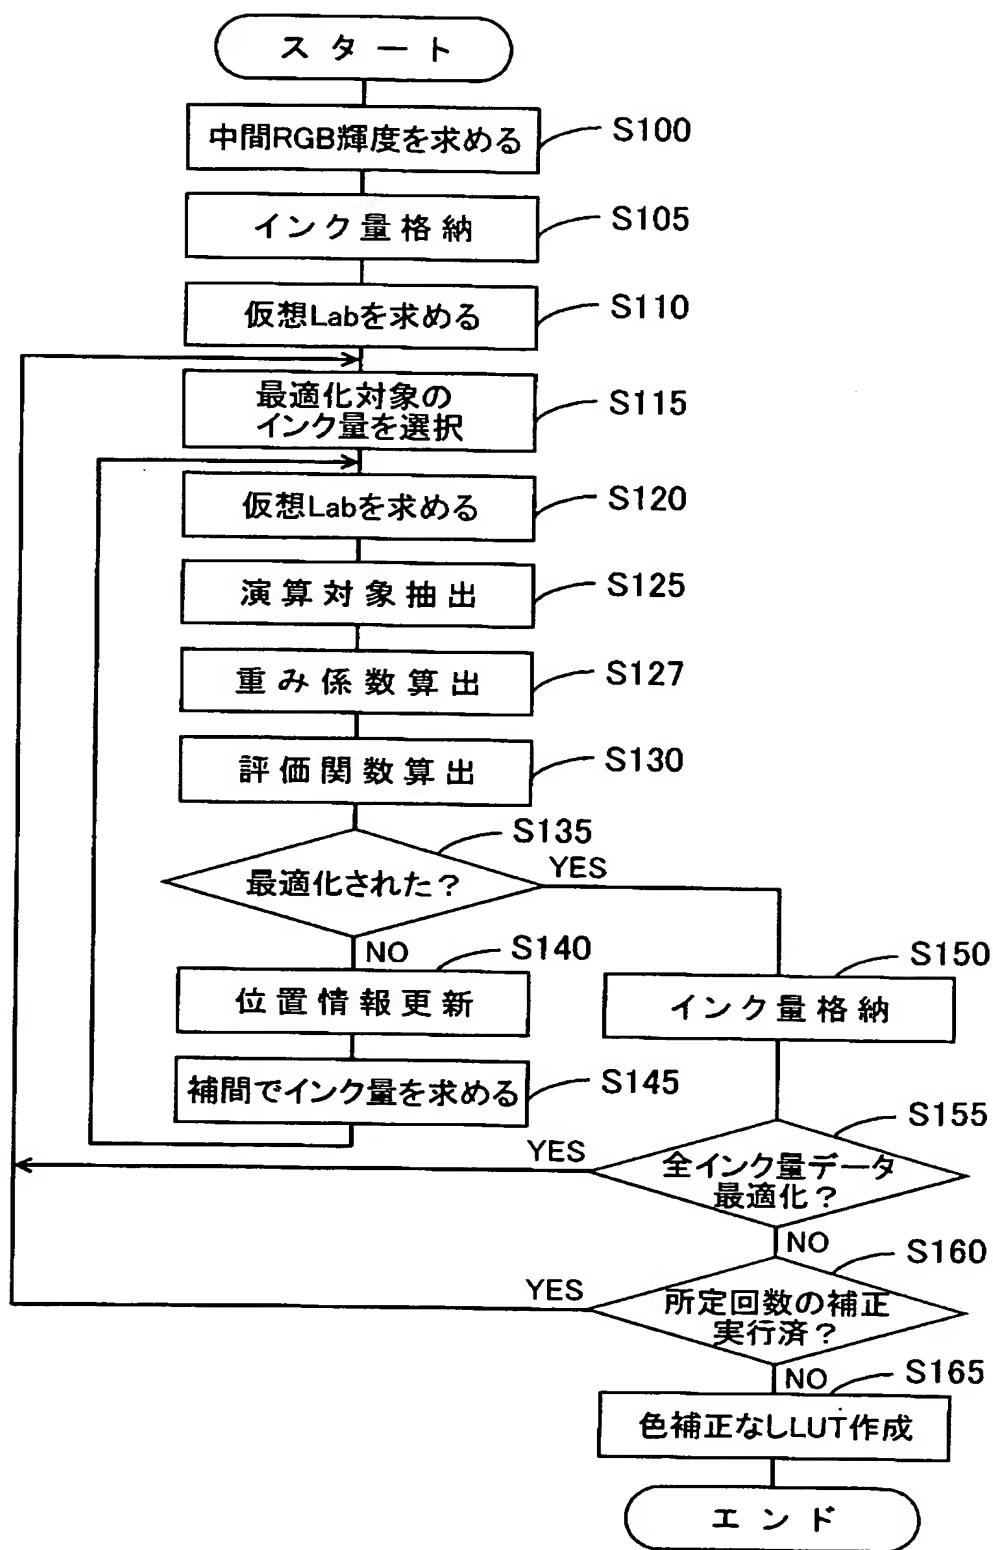 スタート
中間RGB輝度を求める
S100
インク量格納
S105
仮想Labを求める
S110
最適化対象の
インク量を選択
S115
仮想Labを求める
S120
演算対象抽出
S125
重み係数算出
S127
評価関数算出
S130
最適化された?
S135
YES
NO
位置情報更新
S140
補間でインク量を求める
S145
インク量格納
S150
全インク量データ
最適化?
S155
YES
NO
所定回数の補正
実行済?
S160
YES
NO
色補正なしLUT作成
S165
エンド